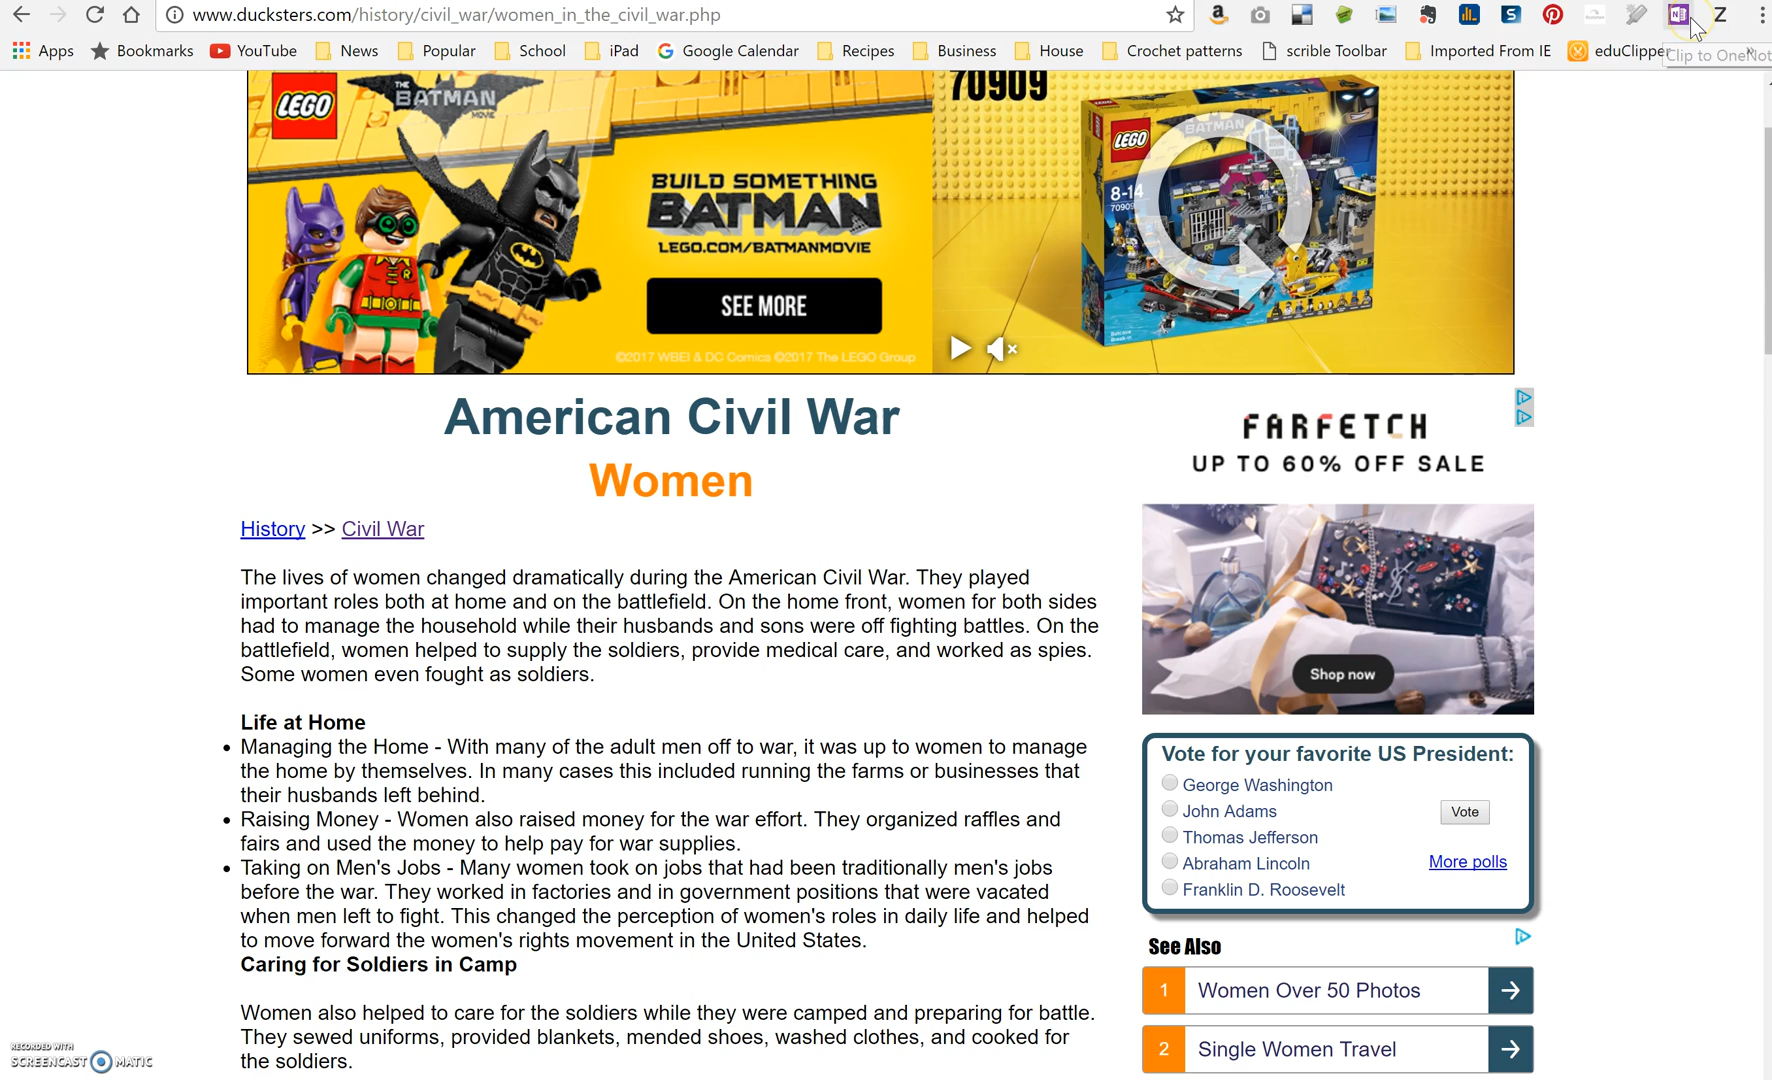 www.ducksters.com/history/civil_war/women_in_the_civil_war.php
Apps Bookmarks YouTube News Popular School iPad Google Calendar Recipes Business House Crochet patterns scrible Toolbar Imported From IE eduClipper
Clip to OneNot
LEGO
THE
BATMAN
MOVIE
BUILD SOMETHING
BATMAN
LEGO.COM/BATMANMOVIE
SEE MORE
©2017 WBEI & DC Comics ©2017 The LEGO Group
70909
LEGO
BATMAN
8-14
70909
American Civil War
Women
History >> Civil War
The lives of women changed dramatically during the American Civil War. They played
important roles both at home and on the battlefield. On the home front, women for both sides
had to manage the household while their husbands and sons were off fighting battles. On the
battlefield, women helped to supply the soldiers, provide medical care, and worked as spies.
Some women even fought as soldiers.
Life at Home
• Managing the Home - With many of the adult men off to war, it was up to women to manage
the home by themselves. In many cases this included running the farms or businesses that
their husbands left behind.
• Raising Money - Women also raised money for the war effort. They organized raffles and
fairs and used the money to help pay for war supplies.
• Taking on Men's Jobs - Many women took on jobs that had been traditionally men's jobs
before the war. They worked in factories and in government positions that were vacated
when men left to fight. This changed the perception of women's roles in daily life and helped
to move forward the women's rights movement in the United States.
Caring for Soldiers in Camp
Women also helped to care for the soldiers while they were camped and preparing for battle.
They sewed uniforms, provided blankets, mended shoes, washed clothes, and cooked for
the soldiers.
FARFETCH
UP TO 60% OFF SALE
Shop now
Vote for your favorite US President:
George Washington
John Adams
Thomas Jefferson
Abraham Lincoln
Franklin D. Roosevelt
Vote
More polls
See Also
1 Women Over 50 Photos
2 Single Women Travel
RECORDED WITH
SCREENCAST MATIC